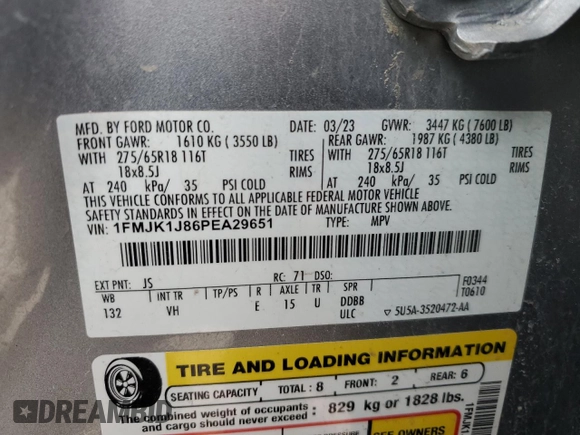 MFD. BY FORD MOTOR CO. DATE: 03/23 GVWR: 3447 KG ( 7600 LB)
FRONT GAWR: 1610 KG ( 3550 LB) REAR GAWR: 1987 KG ( 4380 LB)
WITH 275/65R18 116T TIRES WITH 275/65R18 116T TIRES
18x8.5J RIMS 18x8.5J RIMS
AT 240 kPa/ 35 PSI COLD AT 240 kPa/ 35 PSI COLD
THIS VEHICLE CONFORMS TO ALL APPLICABLE FEDERAL MOTOR VEHICLE
SAFETY STANDARDS IN EFFECT ON THE DATE OF MANUFACTURE SHOWN ABOVE.
VIN: 1FMJK1J86PEA29651 TYPE: MPV
EXT PNT: JS RC: 71 DSO: F0344
WB INT TR TP/PS R AXLE TR SPR T0610
132 VH E 15 U DDBB
ULC 5U5A-3520472-AA
TIRE AND LOADING INFORMATION
SEATING CAPACITY TOTAL : 8 FRONT: 2 REAR: 6
The combined weight of occupants and cargo should never exceed : 829 kg or 1828 lbs.
SEE OWNERS
1FMJK1
DREAMBID